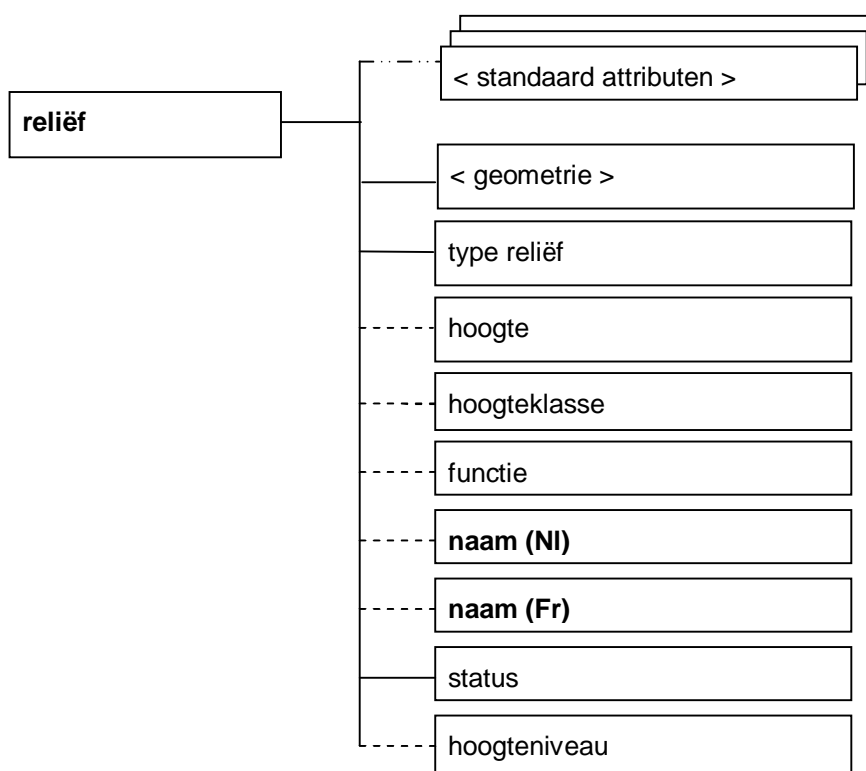 < standaard attributen >
reliëf
< geometrie >
type reliëf
hoogte
hoogteklasse
functie
naam (Nl)
naam (Fr)
status
hoogteniveau